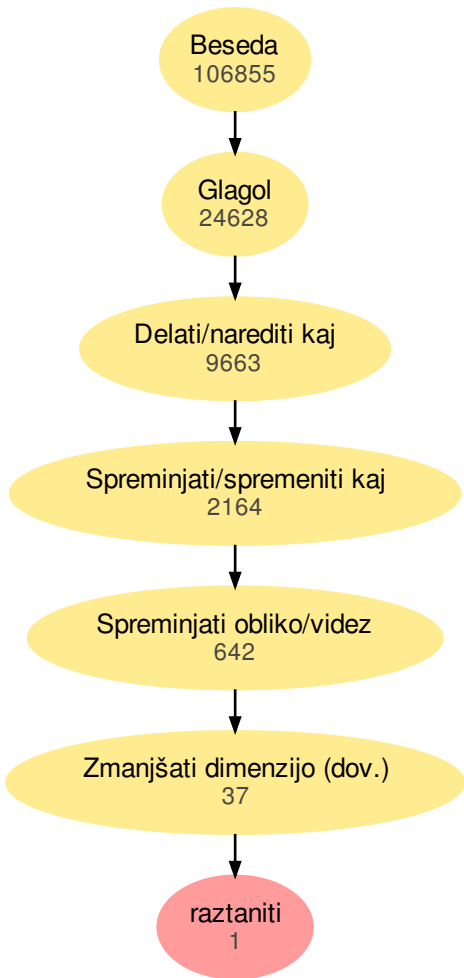 Beseda
106855
Glagol
24628
Delati/narediti kaj
9663
Spreminjati/spremeniti kaj
2164
Spreminjati obliko/videz
642
Zmanjšati dimenzijo (dov.)
37
raztaniti
1